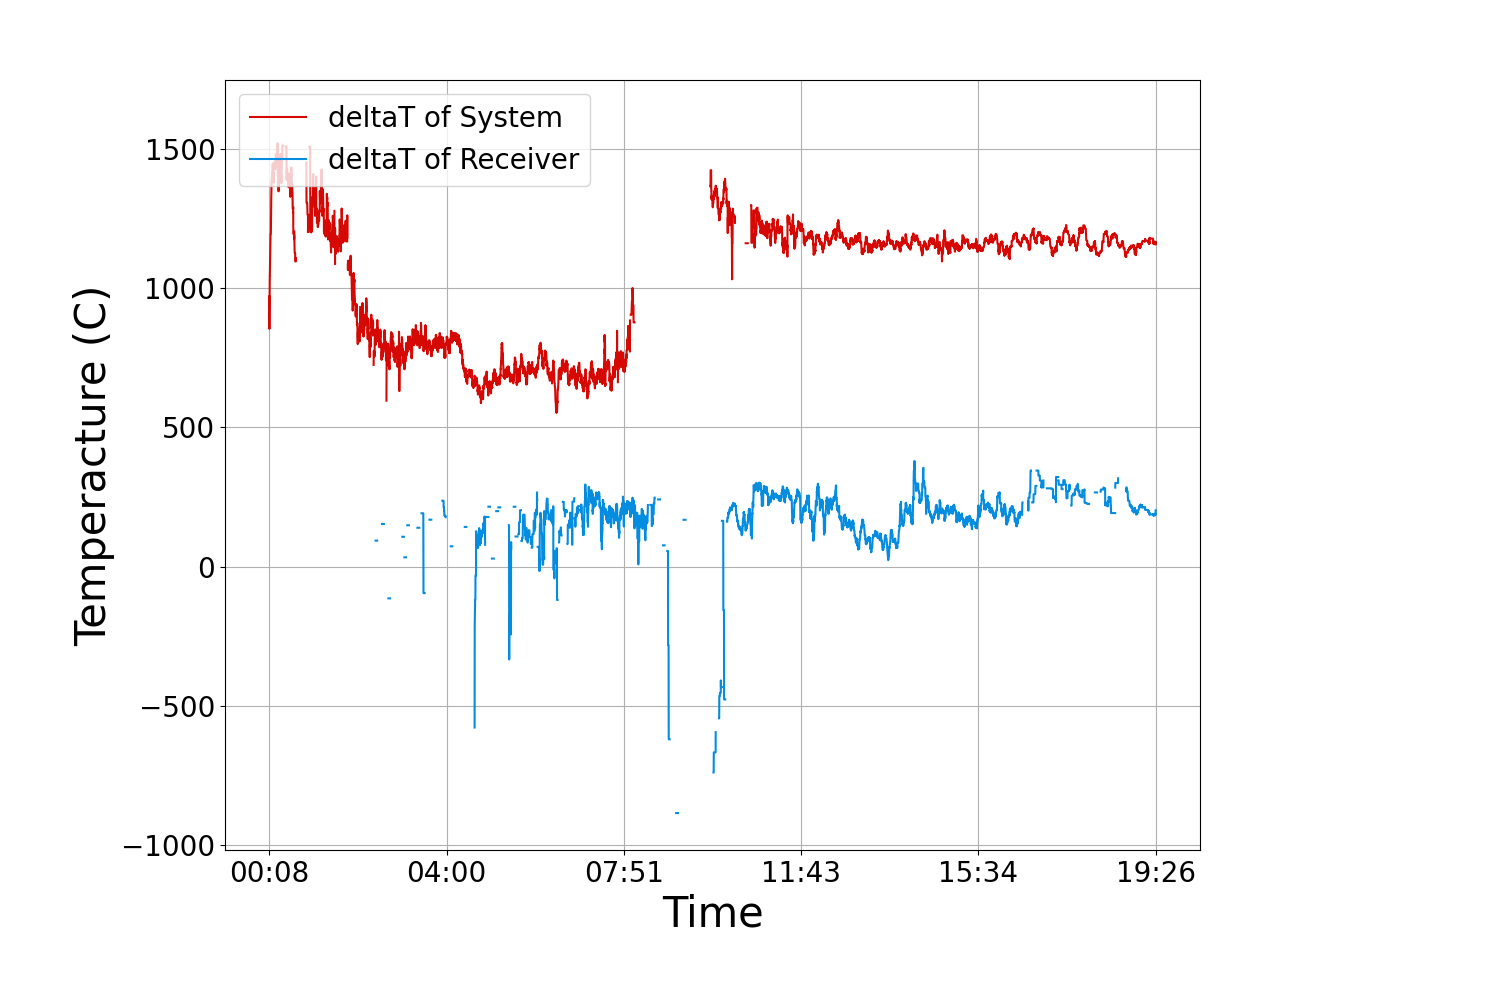 deltaT of System
deltaT of Receiver
1500
1000
500
0
−500
−1000
Temperacture (C)
00:08 04:00 07:51 11:43 15:34 19:26
Time